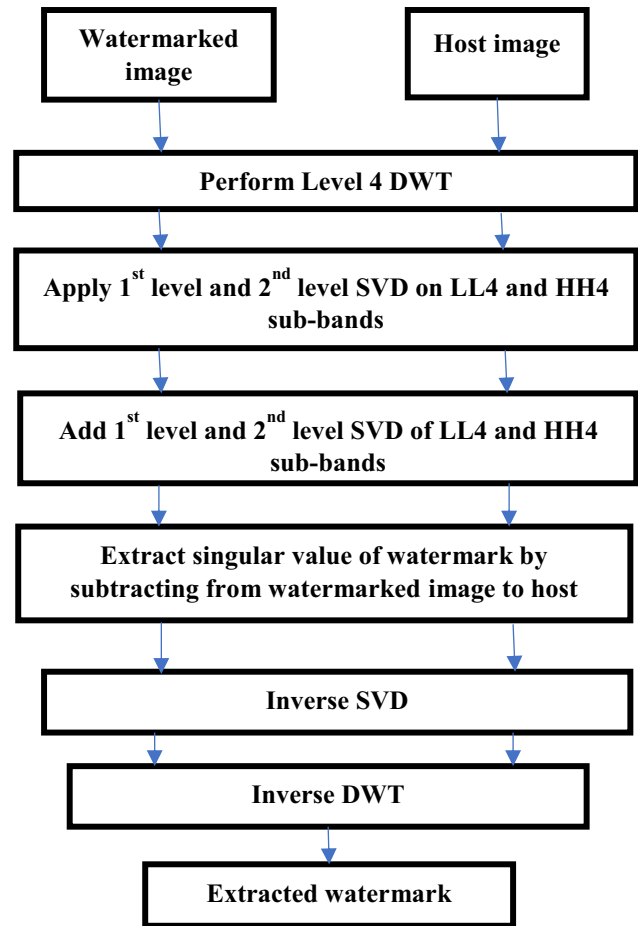 Watermarked
image
Host image
Perform Level 4 DWT
Apply 1st level and 2nd level SVD on LL4 and HH4
sub-bands
Add 1st level and 2nd level SVD of LL4 and HH4
sub-bands
Extract singular value of watermark by
subtracting from watermarked image to host
Inverse SVD
Inverse DWT
Extracted watermark